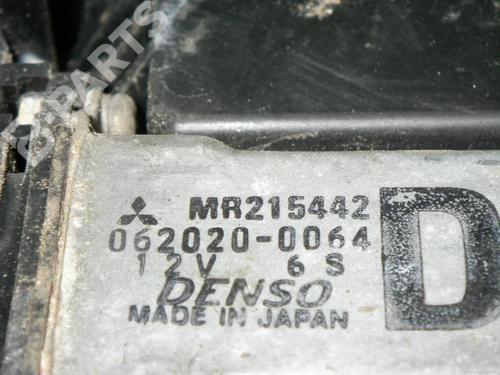 B-PARTS
MR215442
062020-0064
12V 6S
DENSO
MADE IN JAPAN
D